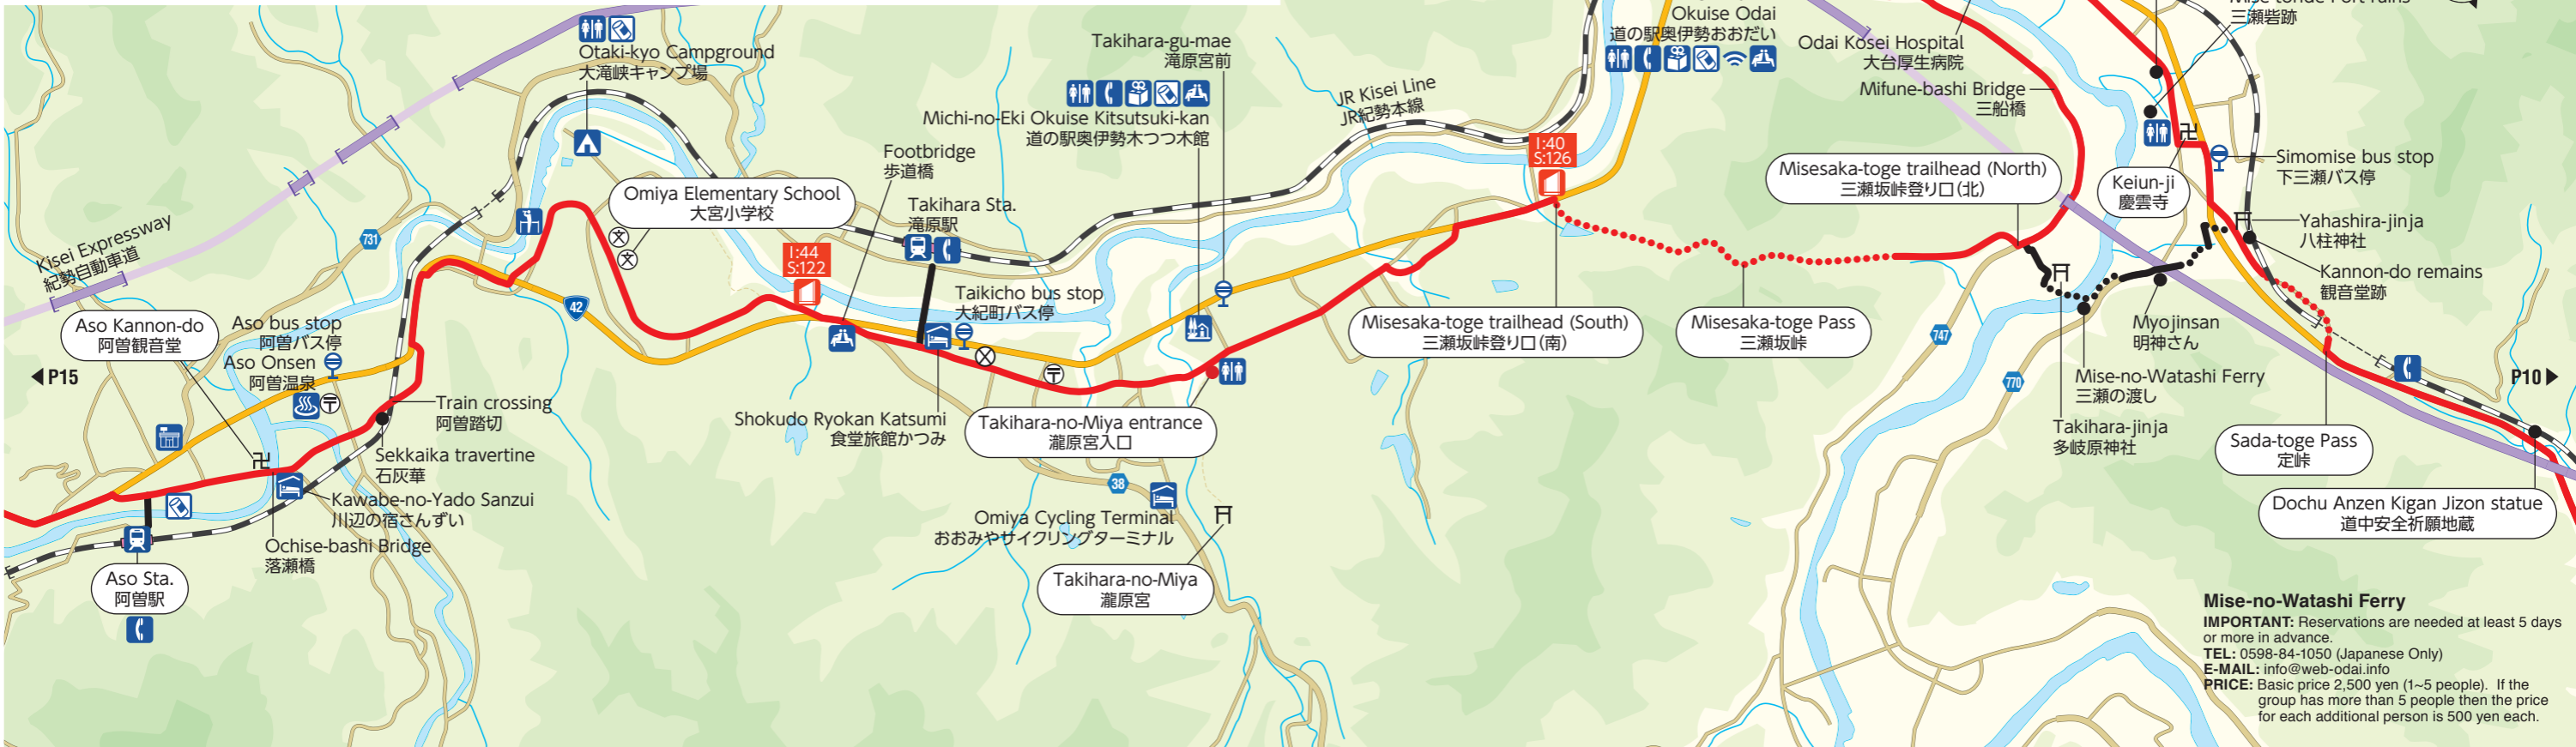 Otaki-kyo Campground
大滝峡キャンプ場
Takihara-gu-mae
滝原宮前
Michi-no-Eki Okuise Kitsutsuki-kan
道の駅奥伊勢木つつ木館
Footbridge
歩道橋
Omiya Elementary School
大宮小学校
Takihara Sta.
滝原駅
JR Kisei Line
JR紀勢本線
Okuise Odai
道の駅奥伊勢おおだい
Odai Kosei Hospital
大台厚生病院
Mifune-bashi Bridge
三船橋
三瀬砦跡
I:40
S:126
Misesaka-toge trailhead (North)
三瀬坂峠登り口(北)
Keiun-ji
慶雲寺
Simomise bus stop
下三瀬バス停
Yahashira-jinja
八柱神社
Kannon-do remains
観音堂跡
Kisei Expressway
紀勢自動車道
731
42
I:44
S:122
Taikicho bus stop
大紀町バス停
Aso Kannon-do
阿曽観音堂
Aso bus stop
阿曽バス停
Aso Onsen
阿曽温泉
P15
Train crossing
阿曽踏切
Sekkaika travertine
石灰華
Kawabe-no-Yado Sanzui
川辺の宿さんずい
Ochise-bashi Bridge
落瀬橋
Aso Sta.
阿曽駅
Shokudo Ryokan Katsumi
食堂旅館かつみ
Takihara-no-Miya entrance
瀧原宮入口
38
Omiya Cycling Terminal
おおみやサイクリングターミナル
Takihara-no-Miya
瀧原宮
Misesaka-toge trailhead (South)
三瀬坂峠登り口(南)
Misesaka-toge Pass
三瀬坂峠
747
770
Myojinsan
明神さん
Mise-no-Watashi Ferry
三瀬の渡し
Takihara-jinja
多岐原神社
P10
Sada-toge Pass
定峠
Dochu Anzen Kigan Jizon statue
道中安全祈願地蔵
Mise-no-Watashi Ferry
IMPORTANT: Reservations are needed at least 5 days
or more in advance.
TEL: 0598-84-1050 (Japanese Only)
E-MAIL: info@web-odai.info
PRICE: Basic price 2,500 yen (1~5 people). If the
group has more than 5 people then the price
for each additional person is 500 yen each.